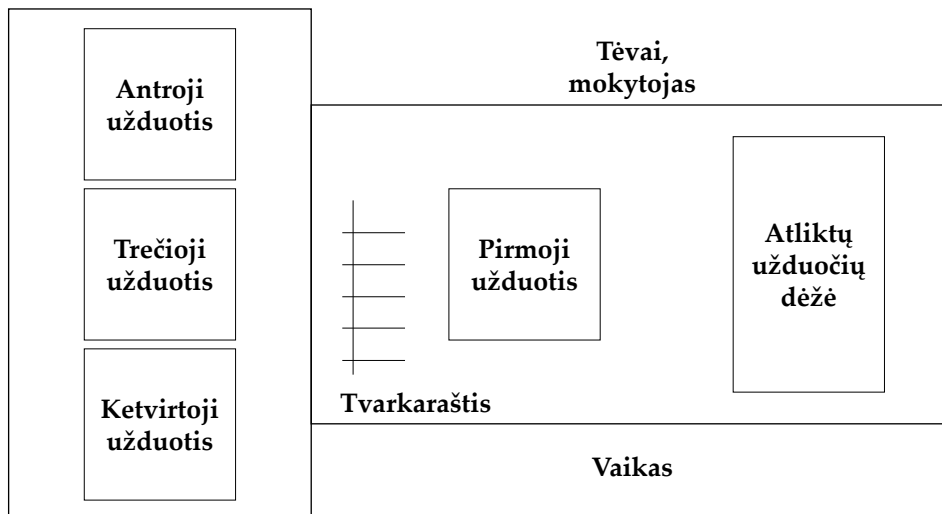 Antroji
užduotis
Trečioji
užduotis
Ketvirtoji
užduotis
Tėvai,
mokytojas
Tvarkaraštis
Pirmoji
užduotis
Atliktų
užduočių
dėžė
Vaikas